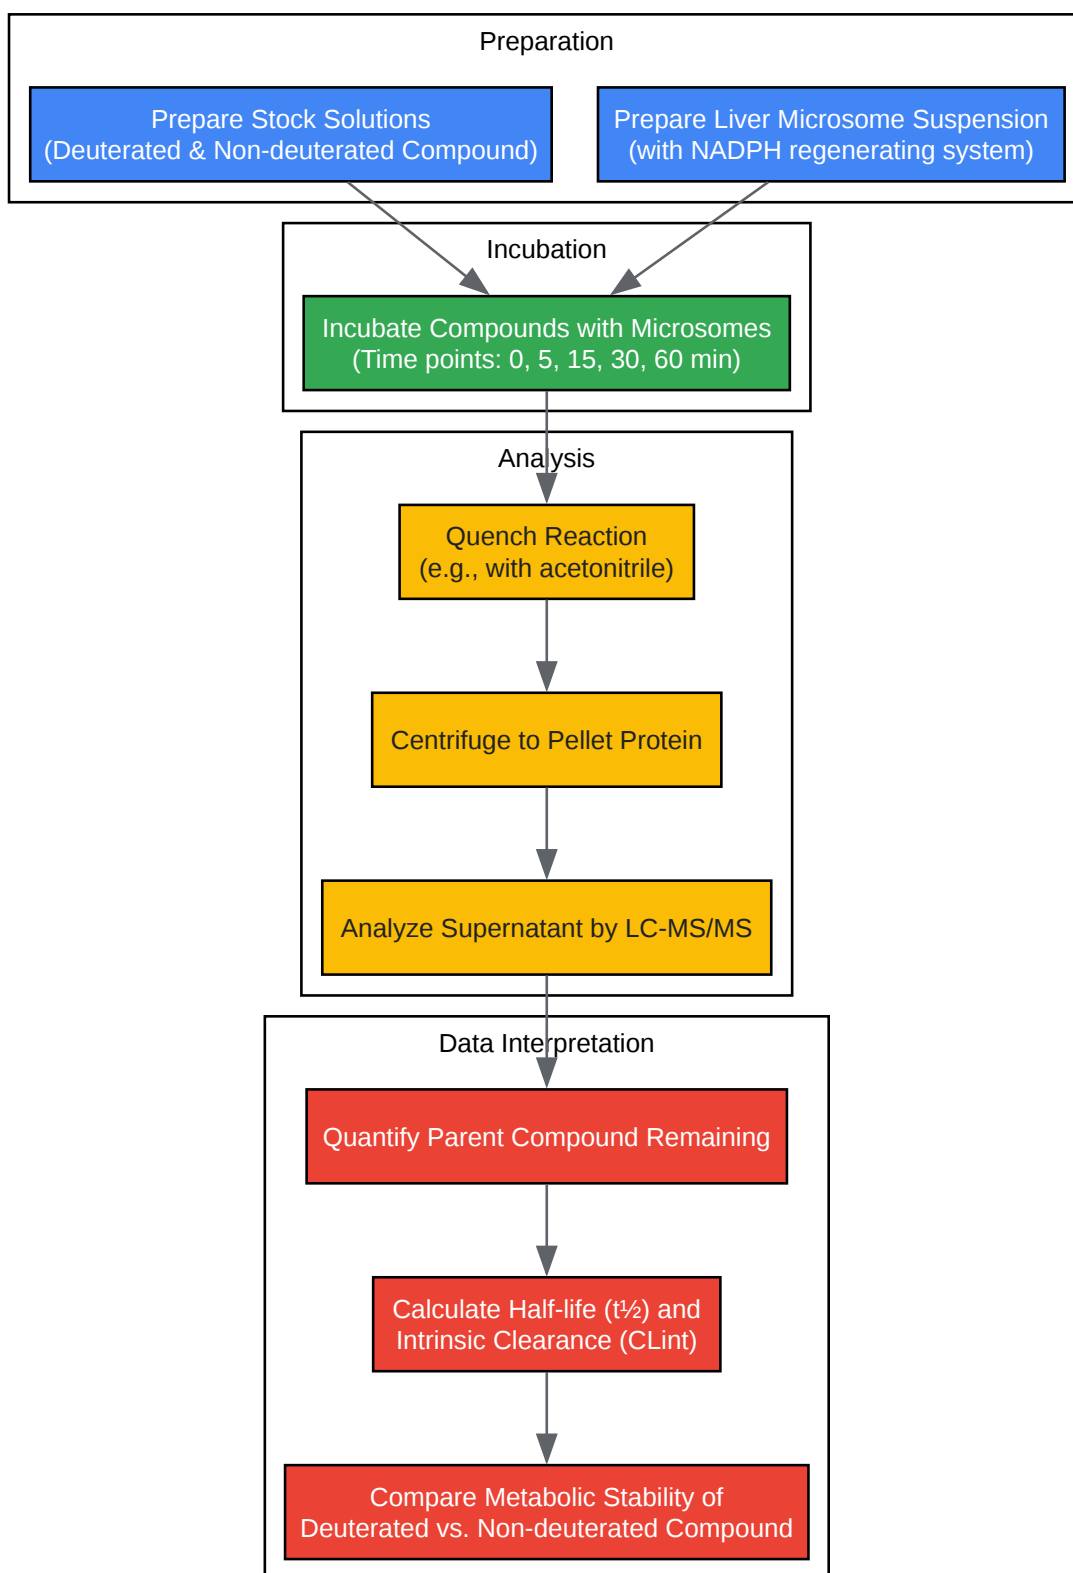 Preparation
Prepare Stock Solutions
(Deuterated & Non-deuterated Compound)
Prepare Liver Microsome Suspension
(with NADPH regenerating system)
Incubation
Incubate Compounds with Microsomes
(Time points: 0, 5, 15, 30, 60 min)
Analysis
Quench Reaction
(e.g., with acetonitrile)
Centrifuge to Pellet Protein
Analyze Supernatant by LC-MS/MS
Data Interpretation
Quantify Parent Compound Remaining
Calculate Half-life (t½) and
Intrinsic Clearance (CLint)
Compare Metabolic Stability of
Deuterated vs. Non-deuterated Compound